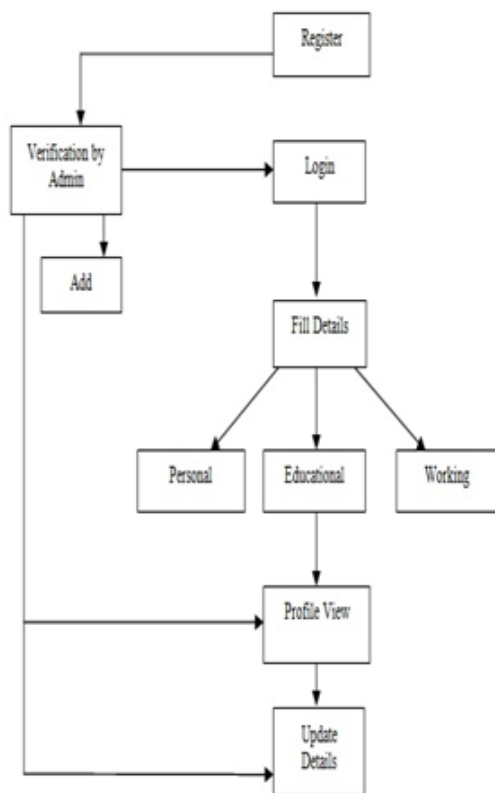 Register
Verification by
Admin
Login
Add
Fill Details
Personal
Educational
Working
Profile View
Update
Details